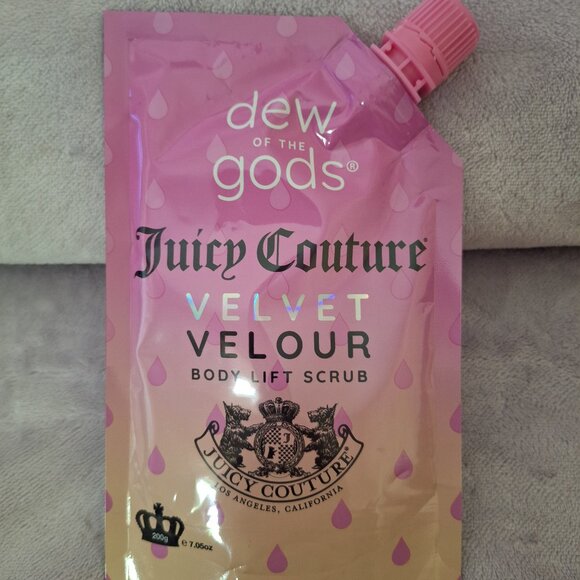 dew
OF THE
gods®
Juicy Couture®
VELVET
VELOUR
BODY LIFT SCRUB
J
JUICY COUTURE®
LOS ANGELES, CALIFORNIA
200g ℮ 7.05oz